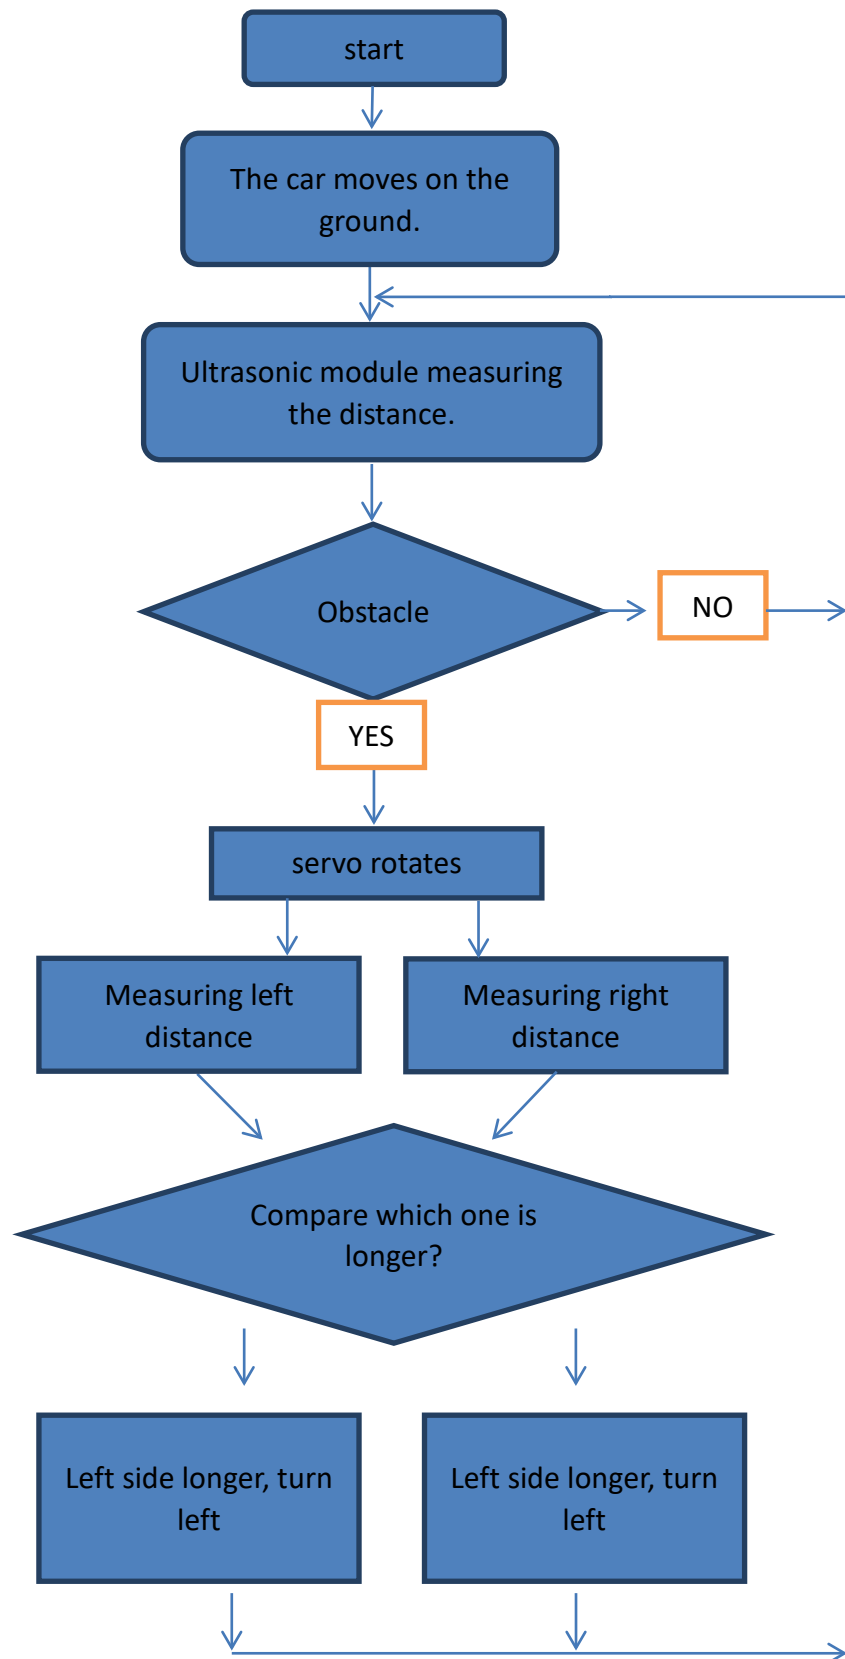 start
The car moves on the
ground.
Ultrasonic module measuring
the distance.
Obstacle
NO
YES
servo rotates
Measuring left
distance
Measuring right
distance
Compare which one is
longer?
Left side longer, turn
left
Left side longer, turn
left